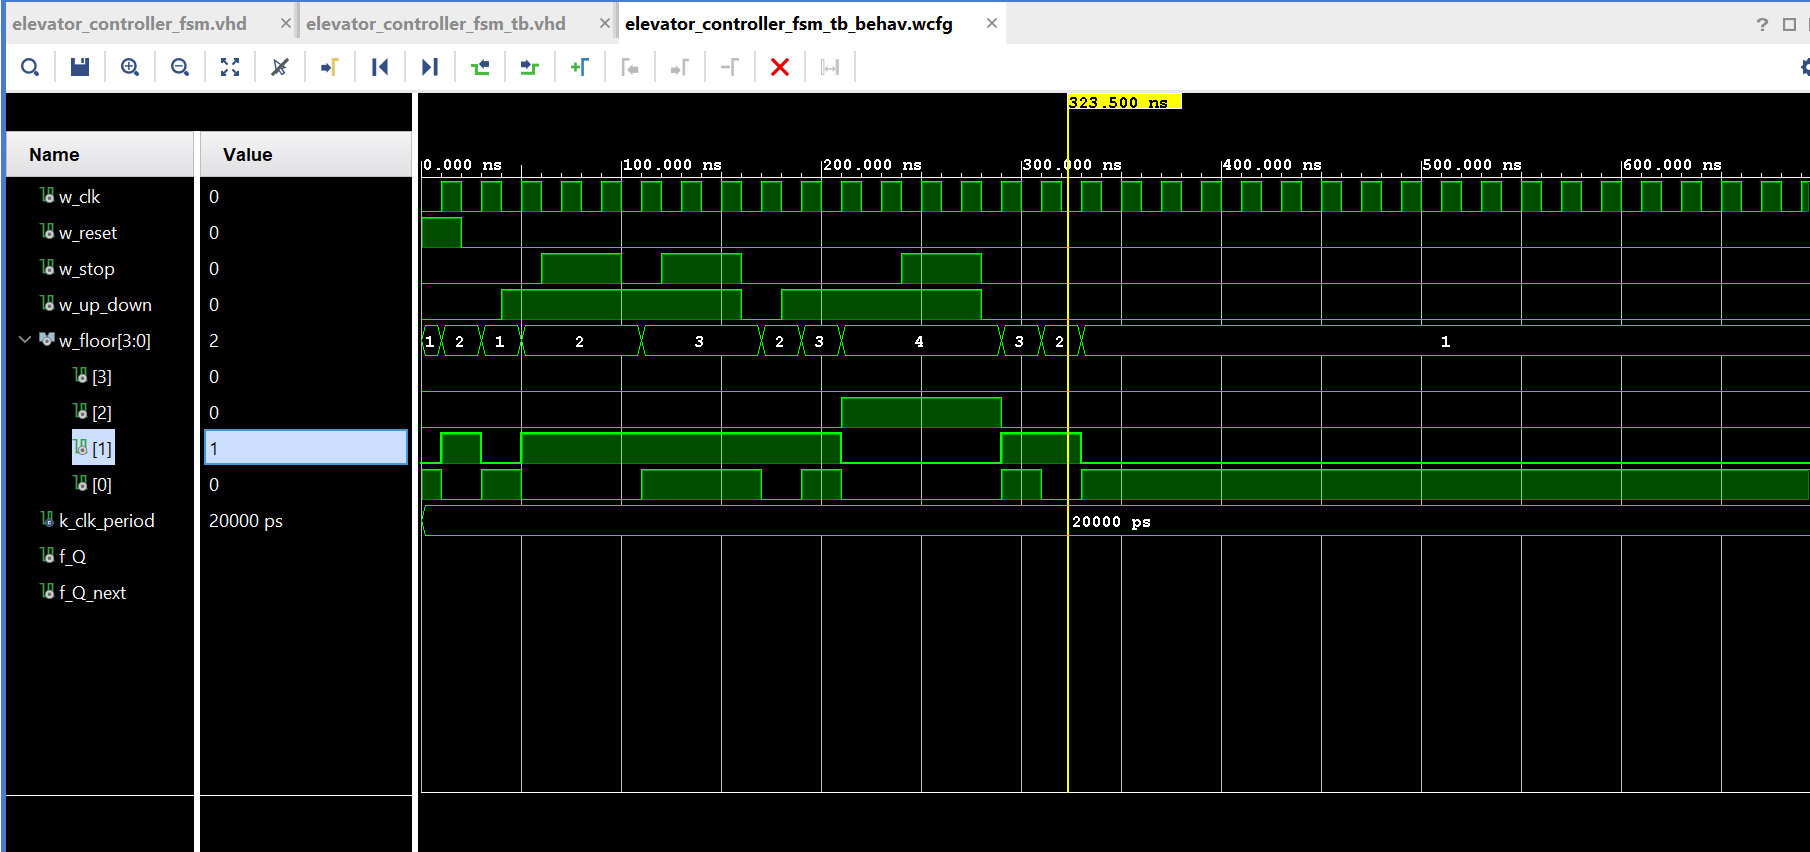 elevator_controller_fsm.vhd × elevator_controller_fsm_tb.vhd × elevator_controller_fsm_tb_behav.wcfg × ?
323.500 ns
Name Value 0.000 ns 100.000 ns 200.000 ns 300.000 ns 400.000 ns 500.000 ns 600.000 ns
w_clk 0
w_reset 0
w_stop 0
w_up_down 0
w_floor[3:0] 2 1 2 1 2 3 2 3 4 3 2 1
[3] 0
[2] 0
[1] 1
[0] 0
k_clk_period 20000 ps 20000 ps
f_Q
f_Q_next